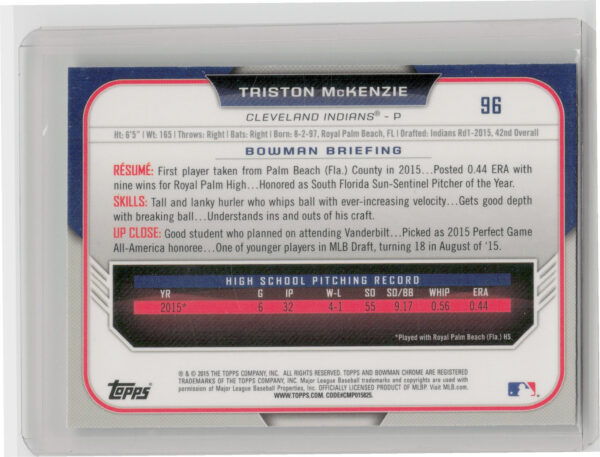 TRISTON McKENZIE
96
CLEVELAND INDIANS® - P
Ht: 6'5" | Wt: 165 | Throws: Right | Bats: Right | Born: 8-2-97, Royal Palm Beach, FL | Drafted: Indians Rd1-2015, 42nd Overall
BOWMAN BRIEFING
RÉSUMÉ: First player taken from Palm Beach (Fla.) County in 2015...Posted 0.44 ERA with
nine wins for Royal Palm High...Honored as South Florida Sun-Sentinel Pitcher of the Year.
SKILLS: Tall and lanky hurler who whips ball with ever-increasing velocity...Gets good depth
with breaking ball...Understands ins and outs of his craft.
UP CLOSE: Good student who planned on attending Vanderbilt...Picked as 2015 Perfect Game
All-America honoree...One of younger players in MLB Draft, turning 18 in August of '15.
HIGH SCHOOL PITCHING RECORD
YR G IP W-L SO SO/BB WHIP ERA
2015* 6 32 4-1 55 9.17 0.56 0.44
*Played with Royal Palm Beach (Fla.) HS
® & © 2015 THE TOPPS COMPANY, INC. ALL RIGHTS RESERVED. TOPPS AND BOWMAN CHROME ARE REGISTERED
TRADEMARKS OF THE TOPPS COMPANY, INC. Major League Baseball trademarks and copyrights are used with
permission of Major League Baseball Properties, Inc. OFFICIALLY LICENSED PRODUCT OF MLBP. Visit MLB.com.
WWW.TOPPS.COM. CODE#CMP015825.
topps